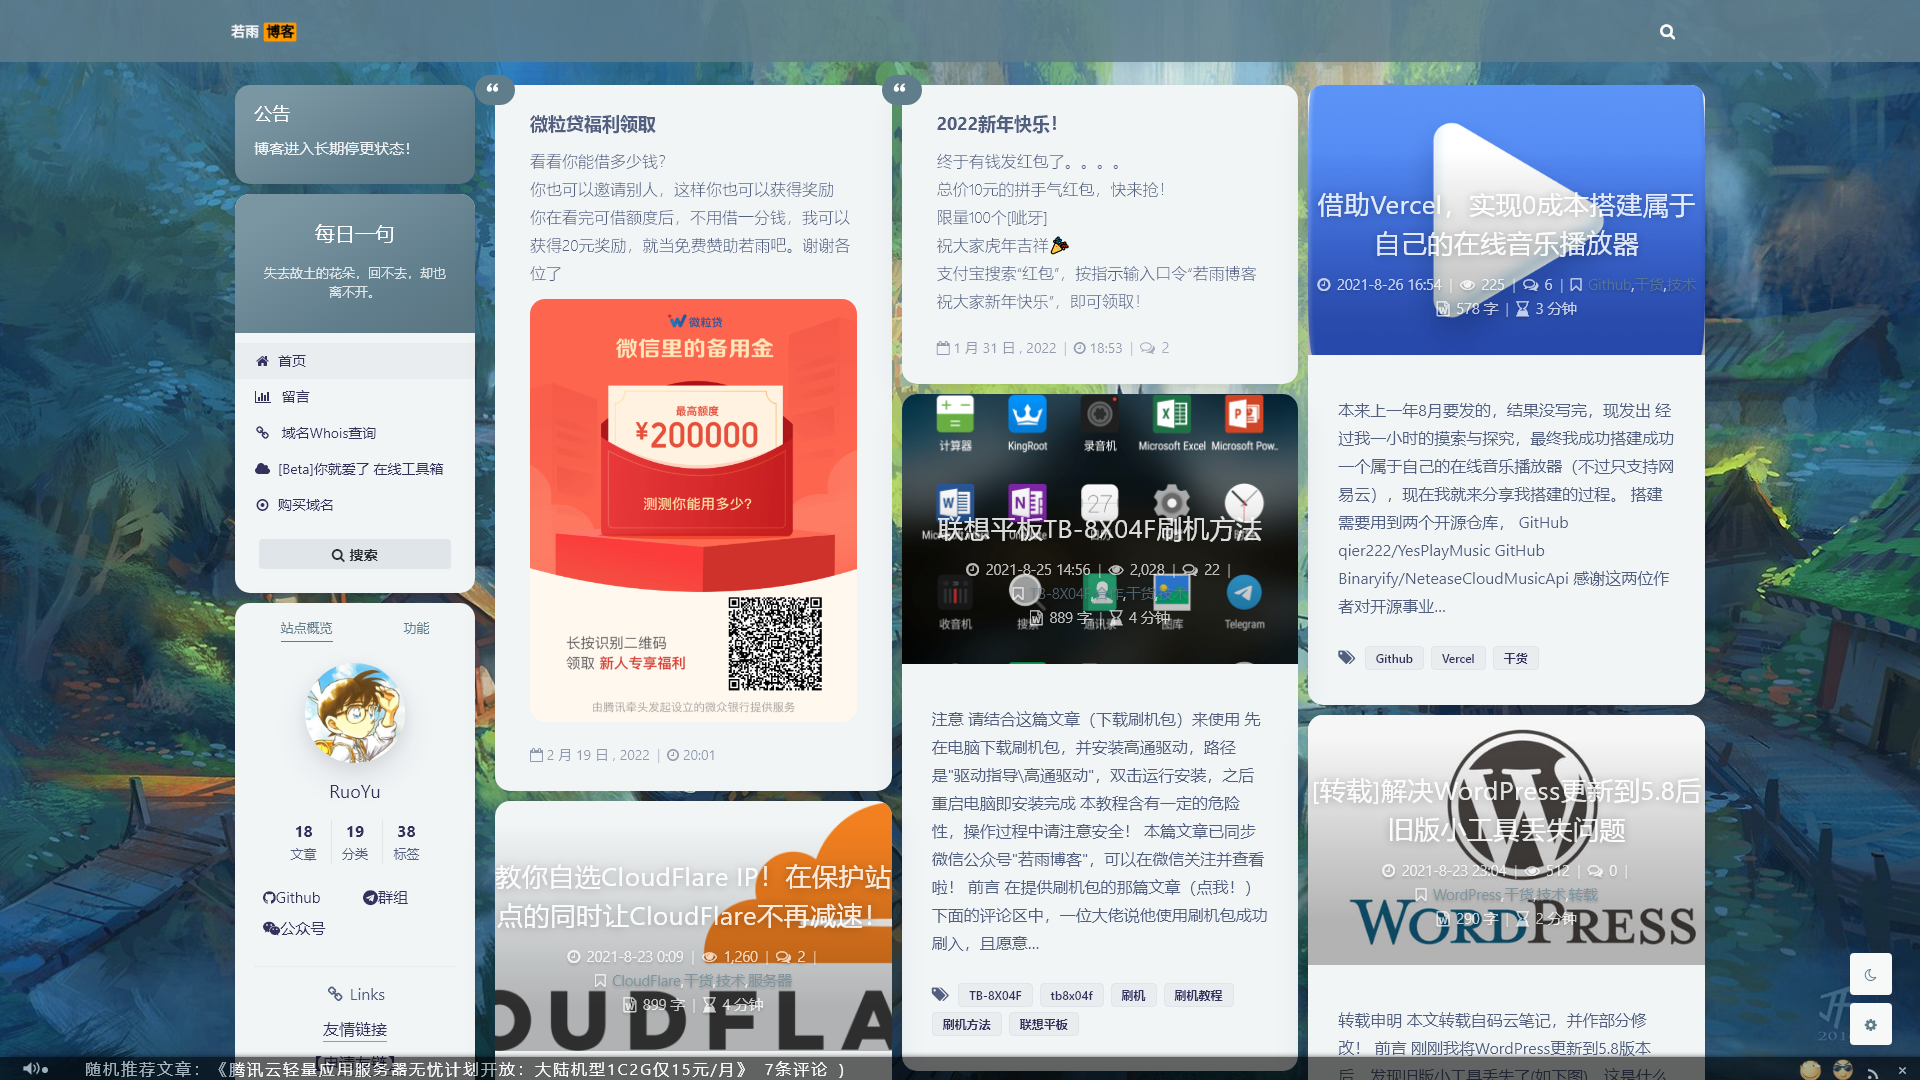 若雨 博客
公告
博客进入长期停更状态！
每日一句
失去故土的花朵，回不去，却也
离不开。
首页
留言
域名Whois查询
[Beta]你就爱了 在线工具箱
购买域名
搜索
站点概览 功能
RuoYu
18 19 38
文章 分类 标签
Github 群组
公众号
Links
友情链接
【申请友链】
微粒贷福利领取
看看你能借多少钱？
你也可以邀请别人，这样你也可以获得奖励
你在看完可借额度后，不用借一分钱，我可以
获得20元奖励，就当免费赞助若雨吧。谢谢各
位了
微粒贷
微信里的备用金
最高额度
¥200000
测测你能用多少？
长按识别二维码
领取 新人专享福利
由腾讯牵头发起设立的微众银行提供服务
2 月 19 日 , 2022 | 20:01
教你自选CloudFlare IP！在保护站
点的同时让CloudFlare不再减速！
2021-8-23 0:09 | 1,260 | 2 |
CloudFlare,干货,技术,服务器
899 字 | 4 分钟
OUDFLA
2022新年快乐！
终于有钱发红包了。。。。
总价10元的拼手气红包，快来抢！
限量100个[呲牙]
祝大家虎年吉祥🎉
支付宝搜索“红包”，按指示输入口令“若雨博客
祝大家新年快乐”，即可领取！
1 月 31 日 , 2022 | 18:53 | 2
计算器 KingRoot 录音机 Microsoft Excel Microsoft Pow..
27
联想平板TB-8X04F刷机方法
2021-8-25 14:56 | 2,028 | 22 |
889 字 | 4 分钟
收音机 搜索 通讯录 图库 Telegram
注意 请结合这篇文章（下载刷机包）来使用 先
在电脑下载刷机包，并安装高通驱动，路径
是"驱动指导\高通驱动"，双击运行安装，之后
重启电脑即安装完成 本教程含有一定的危险
性，操作过程中请注意安全！ 本篇文章已同步
微信公众号"若雨博客"，可以在微信关注并查看
啦！ 前言 在提供刷机包的那篇文章（点我！）
下面的评论区中，一位大佬说他使用刷机包成功
刷入，且愿意...
TB-8X04F tb8x04f 刷机 刷机教程
刷机方法 联想平板
借助Vercel，实现0成本搭建属于
自己的在线音乐播放器
2021-8-26 16:54 | 225 | 6 | Github,干货,技术
578 字 | 3 分钟
本来上一年8月要发的，结果没写完，现发出 经
过我一小时的摸索与探究，最终我成功搭建成功
一个属于自己的在线音乐播放器（不过只支持网
易云），现在我就来分享我搭建的过程。 搭建
需要用到两个开源仓库， GitHub
qier222/YesPlayMusic GitHub
Binaryify/NeteaseCloudMusicApi 感谢这两位作
者对开源事业...
Github Vercel 干货
[转载]解决WordPress更新到5.8后
旧版小工具丢失问题
2021-8-23 23:04 | 512 | 0 |
WordPress,干货,技术,转载
290 字 | 2 分钟
WORDPRESS
转载申明 本文转载自码云笔记，并作部分修
改！ 前言 刚刚我将WordPress更新到5.8版本
后，发现旧版小工具丢失了(如下图)，这是什么
随机推荐文章：《腾讯云轻量应用服务器无忧计划开放：大陆机型1C2G仅15元/月》 7条评论 )